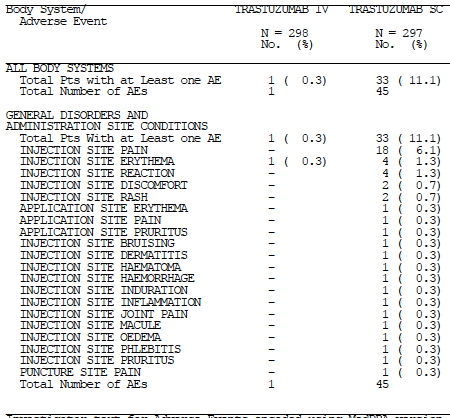 Body System/ TRASTUZUMAB IV TRASTUZUMAB SC
Adverse Event
N = 298 N = 297
No. (%) No. (%)
ALL BODY SYSTEMS
Total Pts with at Least one AE 1 ( 0.3) 33 ( 11.1)
Total Number of AEs 1 45
GENERAL DISORDERS AND
ADMINISTRATION SITE CONDITIONS
Total Pts With at Least one AE 1 ( 0.3) 33 ( 11.1)
INJECTION SITE PAIN - 18 ( 6.1)
INJECTION SITE ERYTHEMA 1 ( 0.3) 4 ( 1.3)
INJECTION SITE REACTION - 4 ( 1.3)
INJECTION SITE DISCOMFORT - 2 ( 0.7)
INJECTION SITE RASH - 2 ( 0.7)
APPLICATION SITE ERYTHEMA - 1 ( 0.3)
APPLICATION SITE PAIN - 1 ( 0.3)
APPLICATION SITE PRURITUS - 1 ( 0.3)
INJECTION SITE BRUISING - 1 ( 0.3)
INJECTION SITE DERMATITIS - 1 ( 0.3)
INJECTION SITE HAEMATOMA - 1 ( 0.3)
INJECTION SITE HAEMORRHAGE - 1 ( 0.3)
INJECTION SITE INDURATION - 1 ( 0.3)
INJECTION SITE INFLAMMATION - 1 ( 0.3)
INJECTION SITE JOINT PAIN - 1 ( 0.3)
INJECTION SITE MACULE - 1 ( 0.3)
INJECTION SITE OEDEMA - 1 ( 0.3)
INJECTION SITE PHLEBITIS - 1 ( 0.3)
INJECTION SITE PRURITUS - 1 ( 0.3)
PUNCTURE SITE PAIN - 1 ( 0.3)
Total Number of AEs 1 45
Investigator text for Adverse Events encoded using MedDRA version